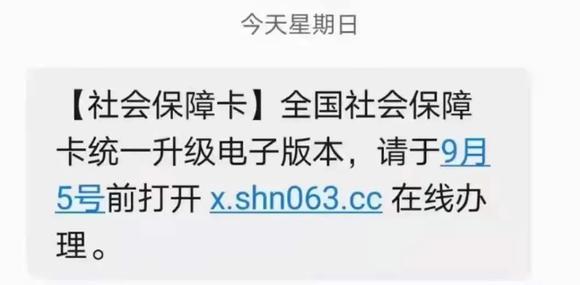 今天星期日
【社会保障卡】全国社会保障
卡统一升级电子版本，请于9月
5号前打开 x.shn063.cc 在线办
理。